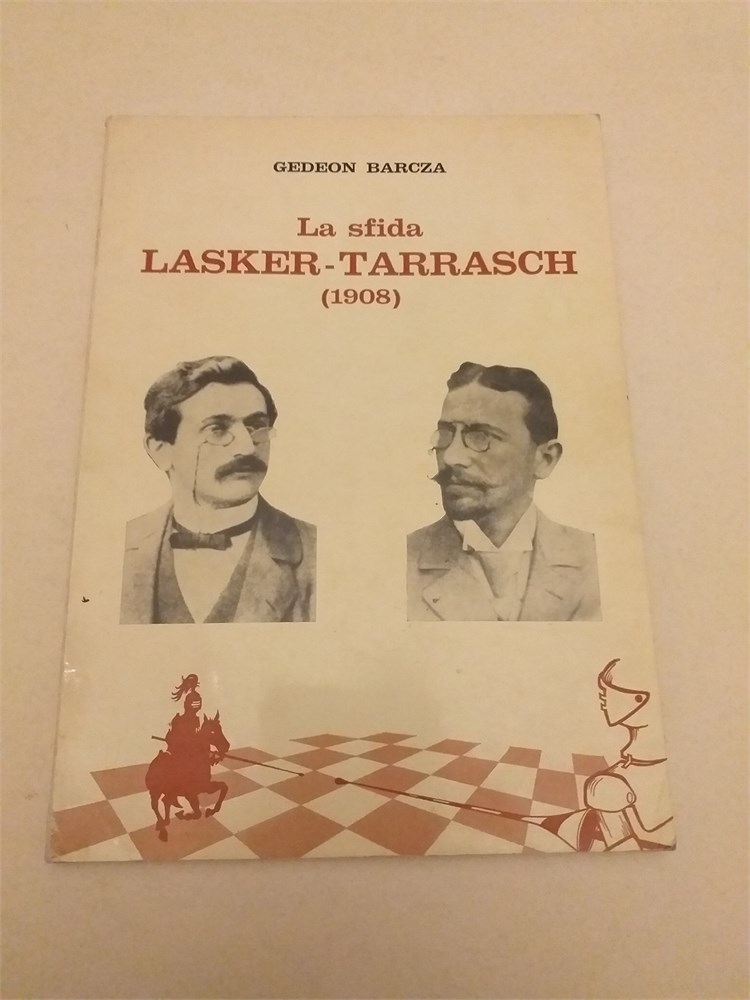 GEDEON BARCZA
La sfida
LASKER-TARRASCH
(1908)